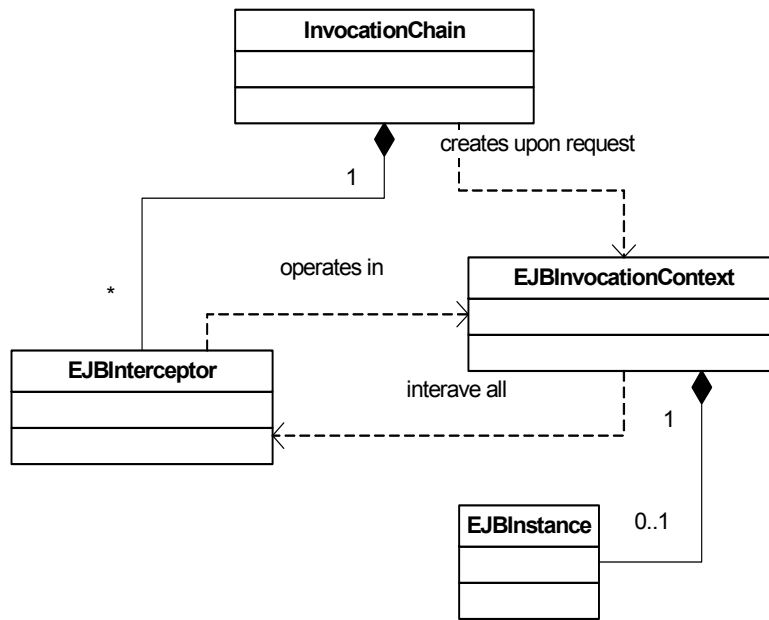 InvocationChain
creates upon request
1
operates in
EJBInvocationContext
*
EJBInterceptor
interave all
1
EJBInstance
0..1